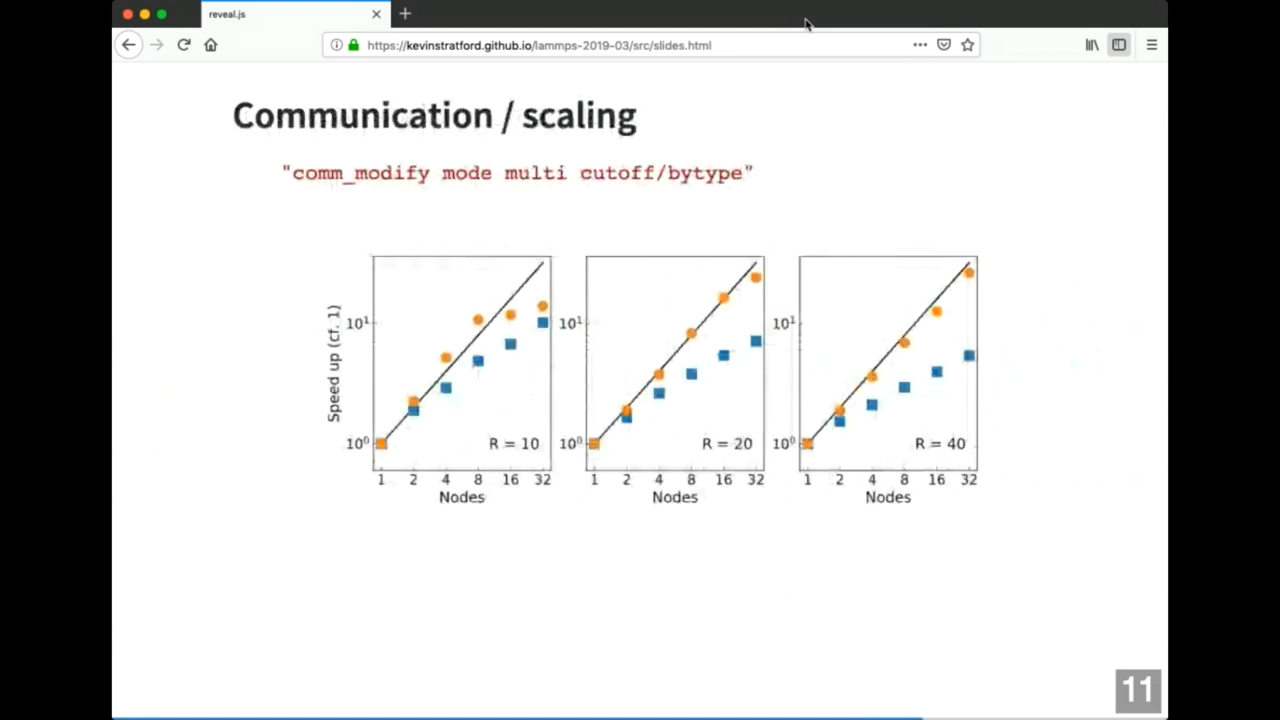 reveal.js
https://kevinstratford.github.io/lammps-2019-03/src/slides.html
Communication / scaling
"comm_modify mode multi cutoff/bytype"
Speed up (cf. 1)
10¹
10⁰
R = 10
1 2 4 8 16 32
Nodes
10¹
10⁰
R = 20
1 2 4 8 16 32
Nodes
10¹
10⁰
R = 40
1 2 4 8 16 32
Nodes
11